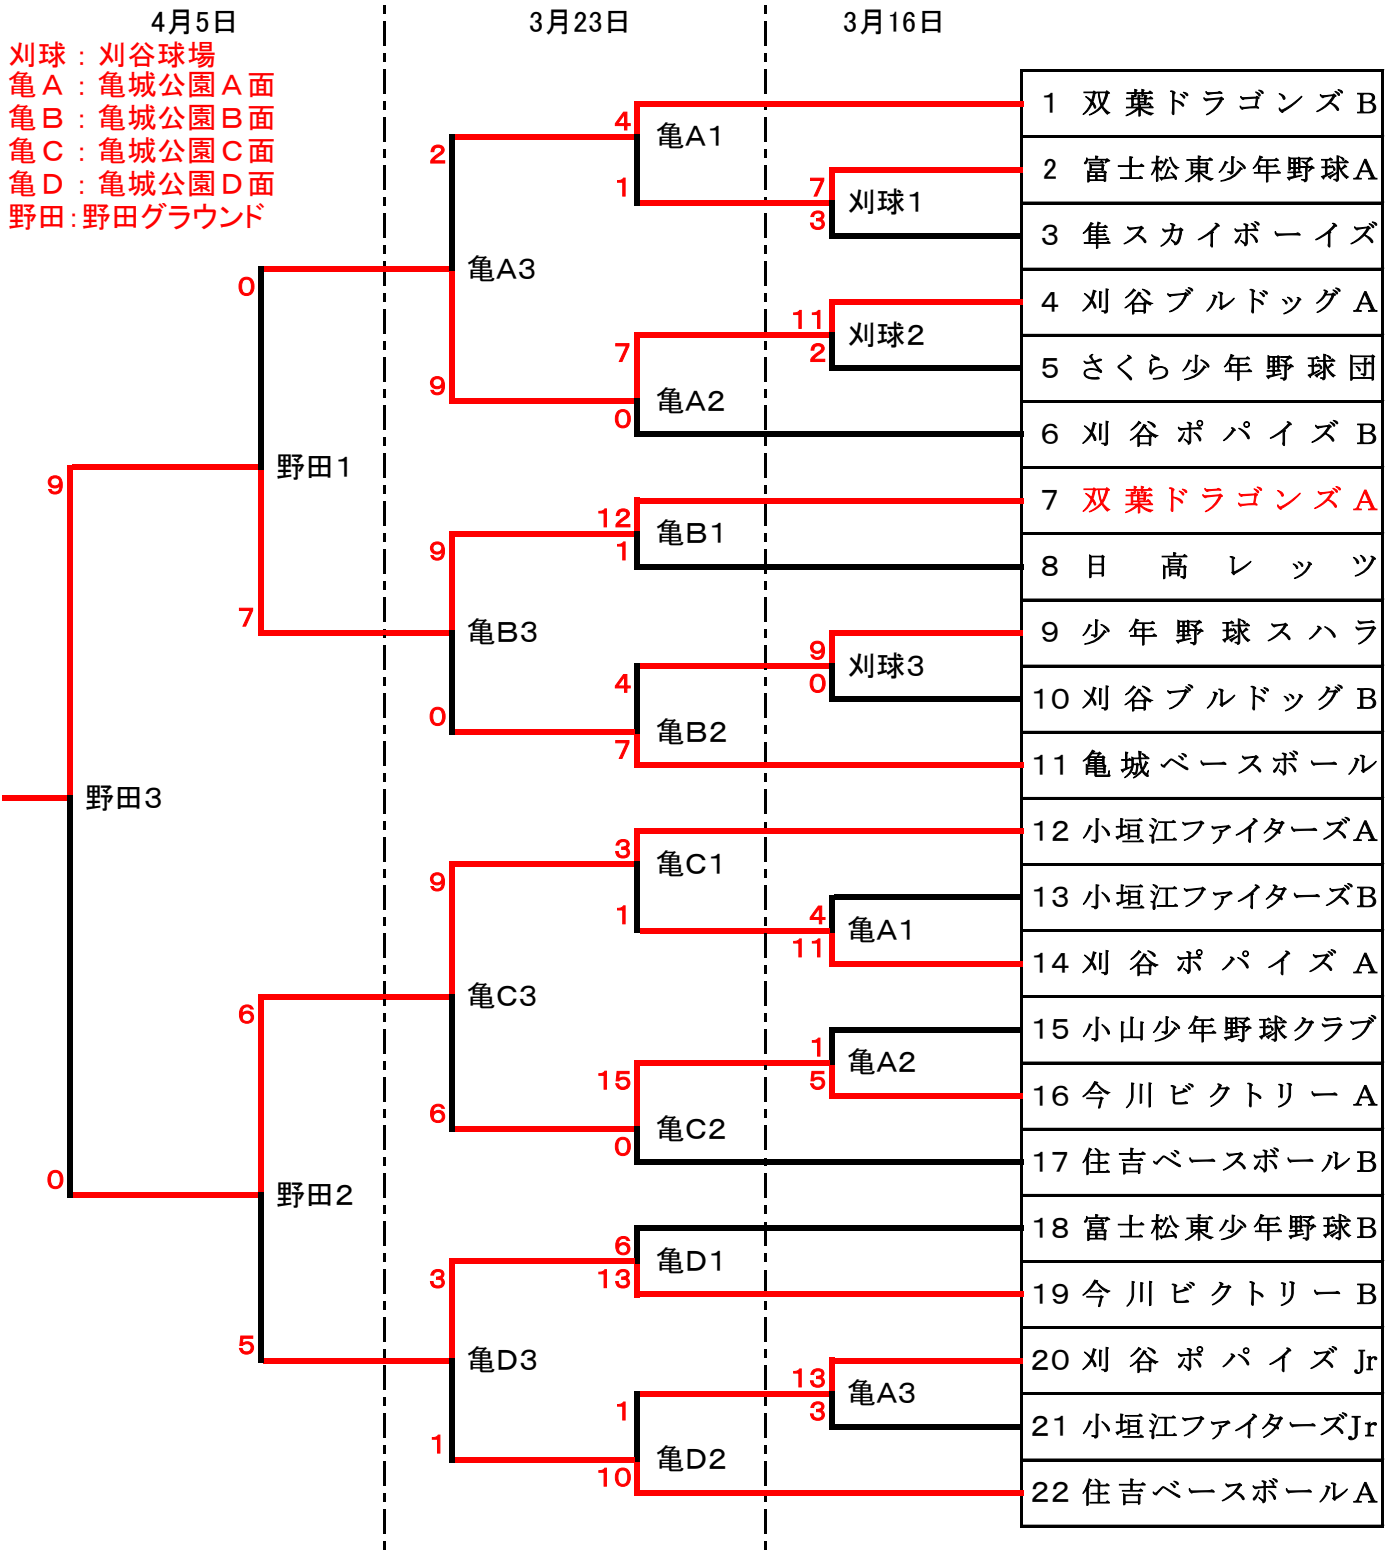 4月5日 3月23日 3月16日
刈球：刈谷球場
亀A：亀城公園A面
亀B：亀城公園B面
亀C：亀城公園C面
亀D：亀城公園D面
野田：野田グラウンド
1 双葉ドラゴンズB
2 富士松東少年野球A
3 隼スカイボーイズ
4 刈谷ブルドッグA
5 さくら少年野球団
6 刈谷ポパイズB
7 双葉ドラゴンズA
8 日高レッツ
9 少年野球スハラ
10 刈谷ブルドッグB
11 亀城ベースボール
12 小垣江ファイターズA
13 小垣江ファイターズB
14 刈谷ポパイズA
15 小山少年野球クラブ
16 今川ビクトリーA
17 住吉ベースボールB
18 富士松東少年野球B
19 今川ビクトリーB
20 刈谷ポパイズJr
21 小垣江ファイターズJr
22 住吉ベースボールA
7
刈球1
3
11
刈球2
2
9
刈球3
0
4
亀A1
11
1
亀A2
5
13
亀A3
3
4
亀A1
1
7
亀A2
0
12
亀B1
1
4
亀B2
7
3
亀C1
1
15
亀C2
0
6
亀D1
13
1
亀D2
10
2
亀A3
9
9
亀B3
0
9
亀C3
6
3
亀D3
1
0
野田1
7
6
野田2
5
9
野田3
0